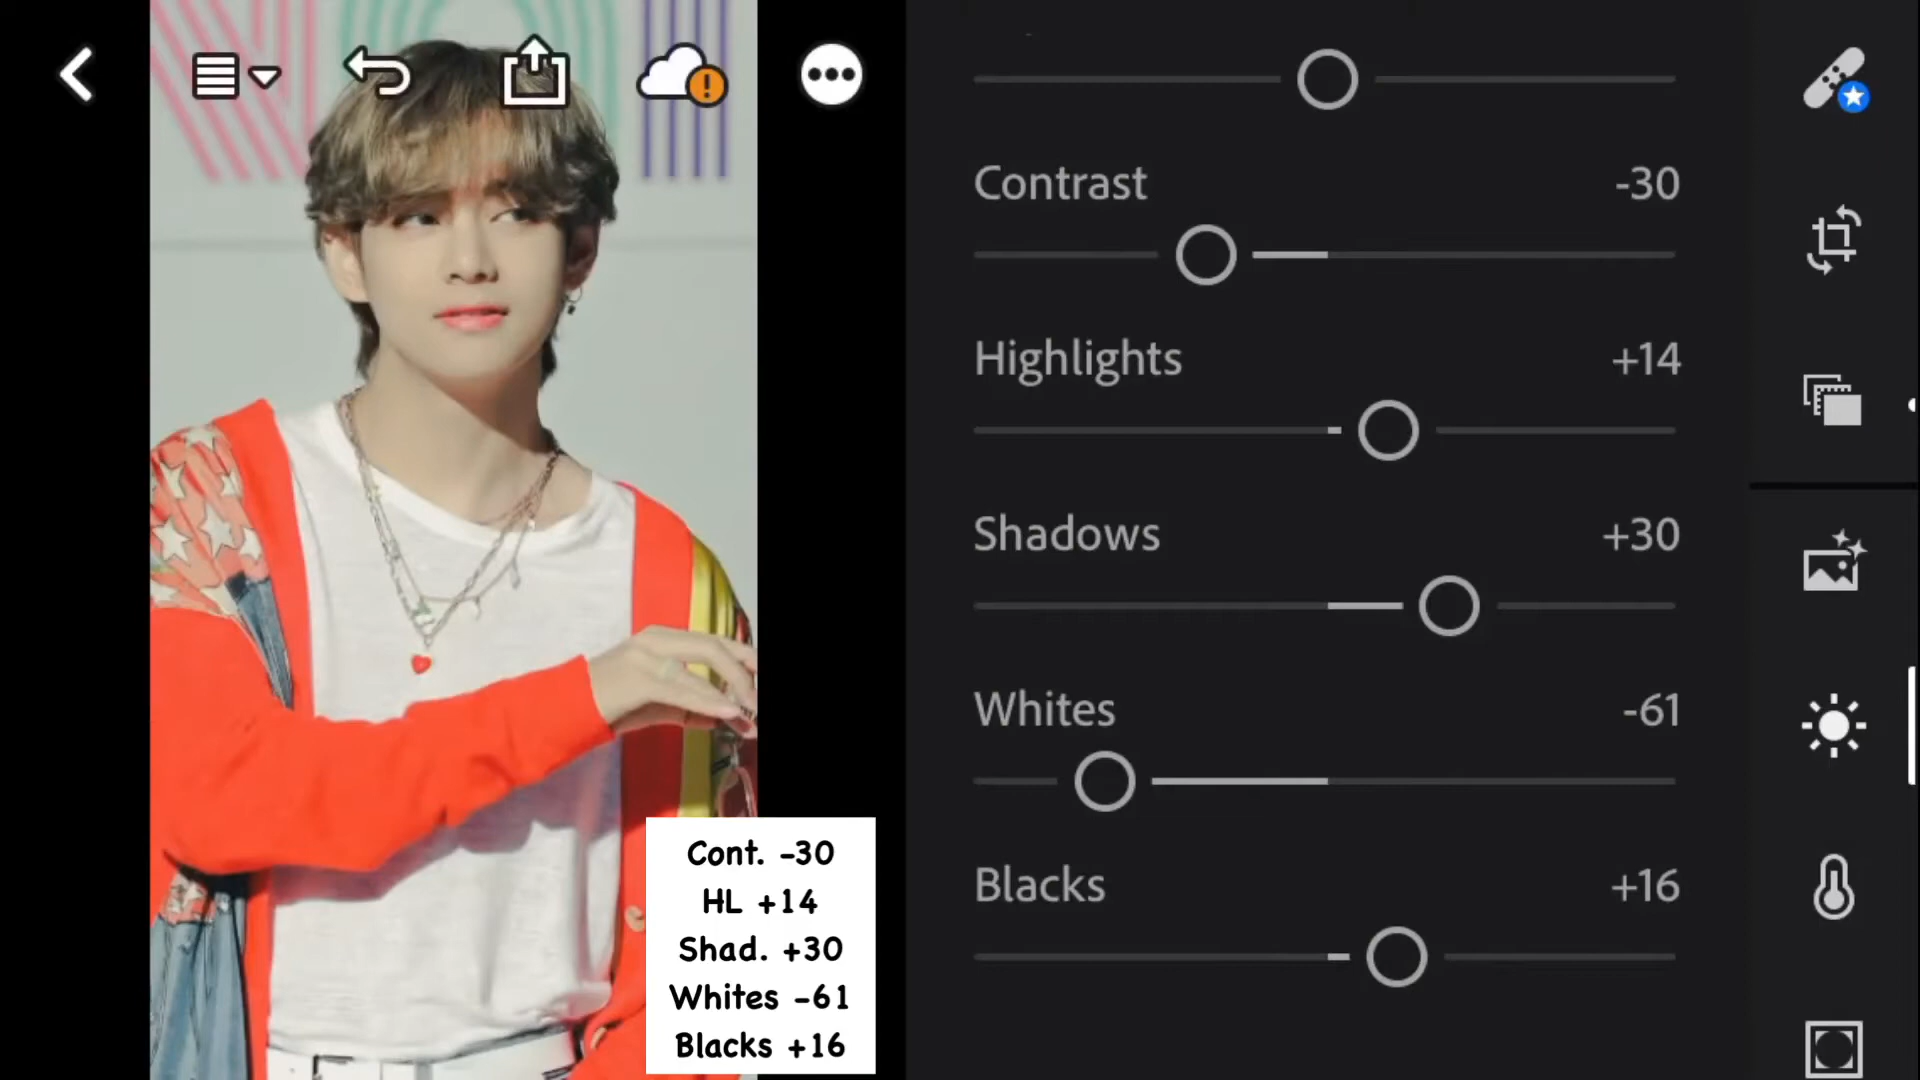 Contrast -30
Highlights +14
Shadows +30
Whites -61
Blacks +16
Cont. -30
HL +14
Shad. +30
Whites -61
Blacks +16